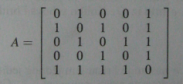 A =
0 1 0 0 1
1 0 1 0 1
0 1 0 1 1
0 0 1 0 1
1 1 1 1 0